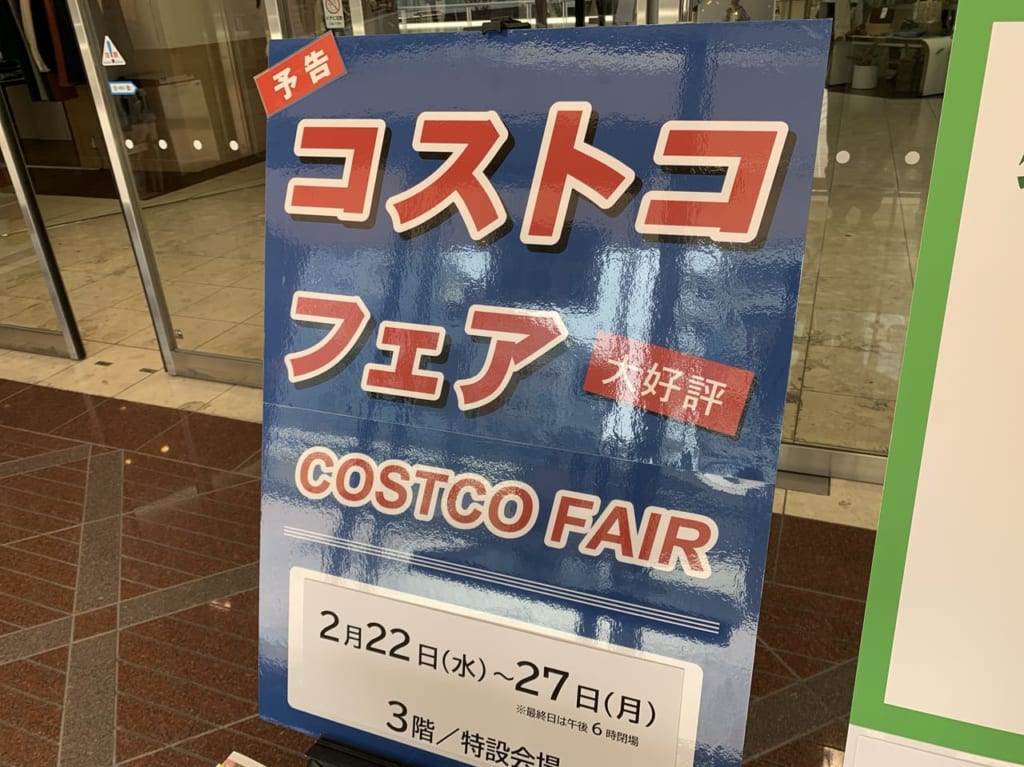 予告
コストコ
フェア
大好評
COSTCO FAIR
2月22日(水)~27日(月)
※最終日は午後6時閉場
3階/特設会場